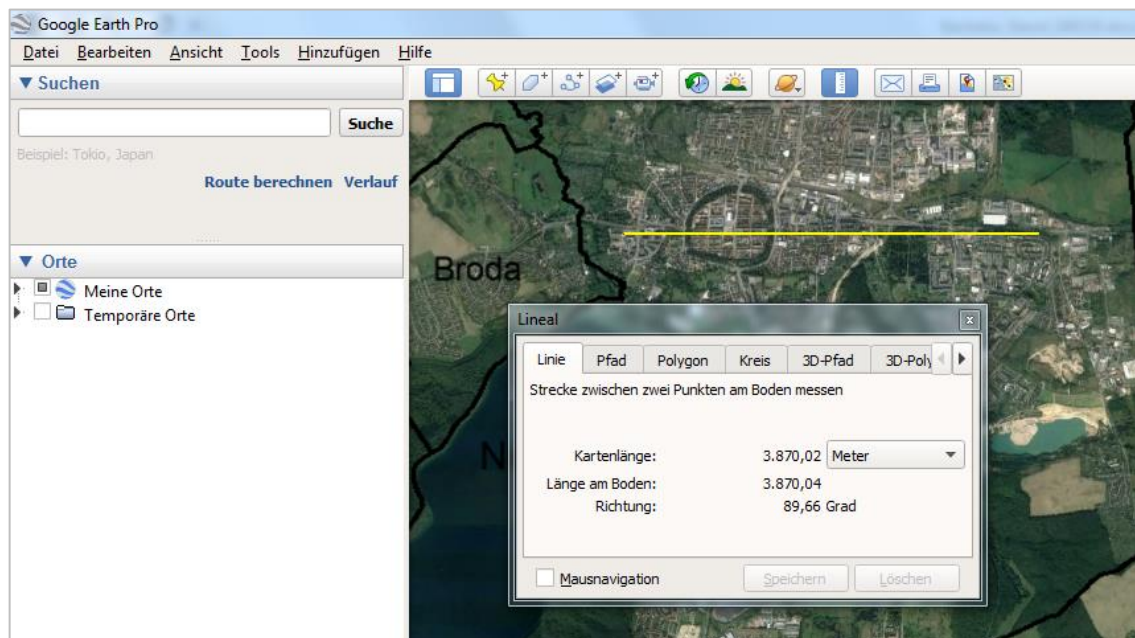 Google Earth Pro
Datei Bearbeiten Ansicht Tools Hinzufügen Hilfe
Suchen
Suche
Beispiel: Tokio, Japan
Route berechnen Verlauf
Orte
Meine Orte
Temporäre Orte
Broda
Lineal
Linie Pfad Polygon Kreis 3D-Pfad 3D-Poly
Strecke zwischen zwei Punkten am Boden messen
Kartenlänge: 3.870,02 Meter
Länge am Boden: 3.870,04
Richtung: 89,66 Grad
Mausnavigation Speichern Löschen